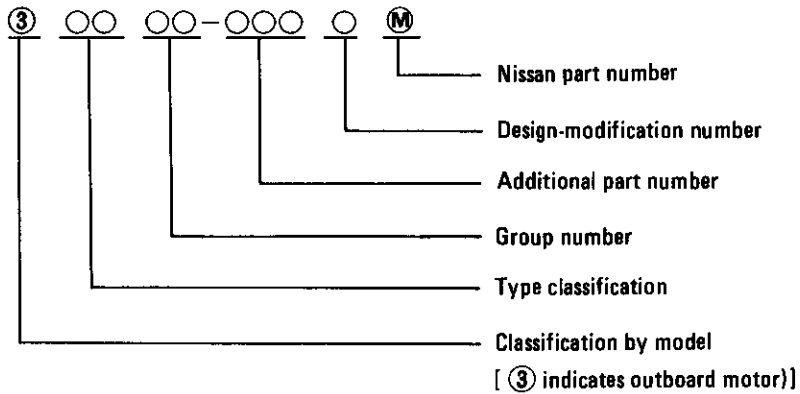 ③ ○○ ○○-○○○ ○ Ⓜ
Nissan part number
Design-modification number
Additional part number
Group number
Type classification
Classification by model
[ ③ indicates outboard motor)]